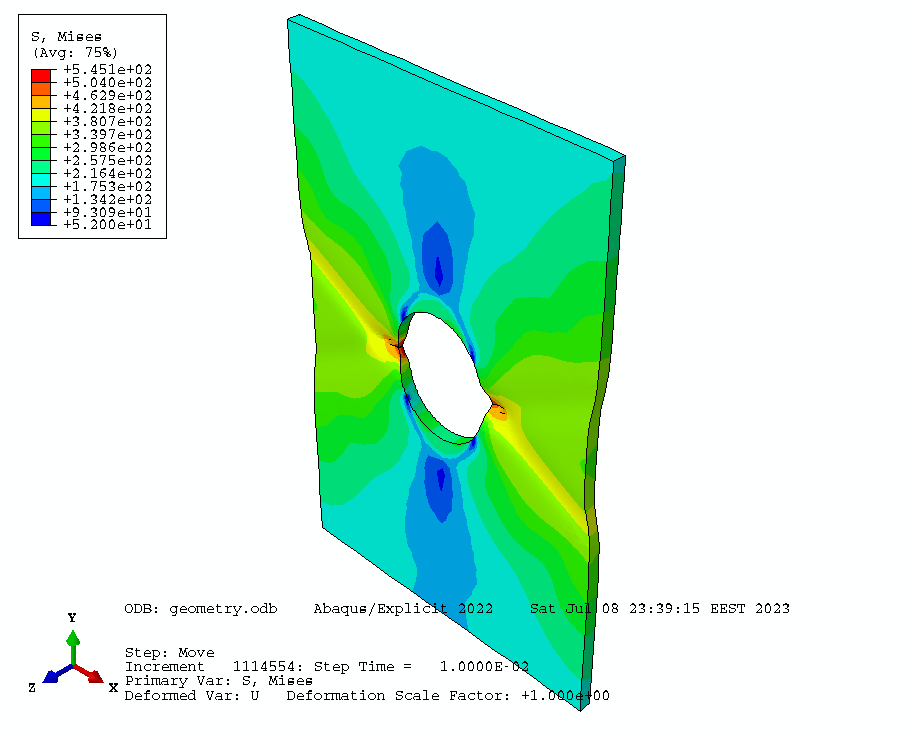 S, Mises
(Avg: 75%)
+5.451e+02
+5.040e+02
+4.629e+02
+4.218e+02
+3.807e+02
+3.397e+02
+2.986e+02
+2.575e+02
+2.164e+02
+1.753e+02
+1.342e+02
+9.309e+01
+5.200e+01
ODB: geometry.odb    Abaqus/Explicit 2022    Sat Jul 08 23:39:15 EEST 2023
Y
Z
X
Step: Move
Increment   1114554: Step Time =   1.0000E-02
Primary Var: S, Mises
Deformed Var: U   Deformation Scale Factor: +1.000e+00